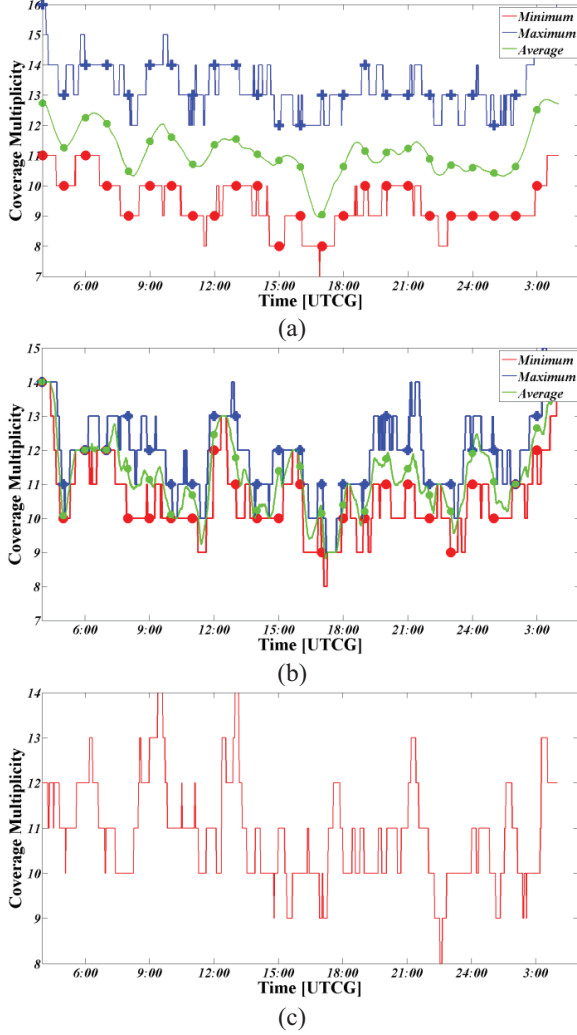 16
15
14
13
12
11
10
9
8
7
Coverage Multiplicity
Minimum
Maximum
Average
6:00 9:00 12:00 15:00 18:00 21:00 24:00 3:00
Time [UTCG]
(a)
15
14
13
12
11
10
9
8
7
Coverage Multiplicity
Minimum
Maximum
Average
6:00 9:00 12:00 15:00 18:00 21:00 24:00 3:00
Time [UTCG]
(b)
14
13
12
11
10
9
8
Coverage Multiplicity
6:00 9:00 12:00 15:00 18:00 21:00 24:00 3:00
Time [UTCG]
(c)